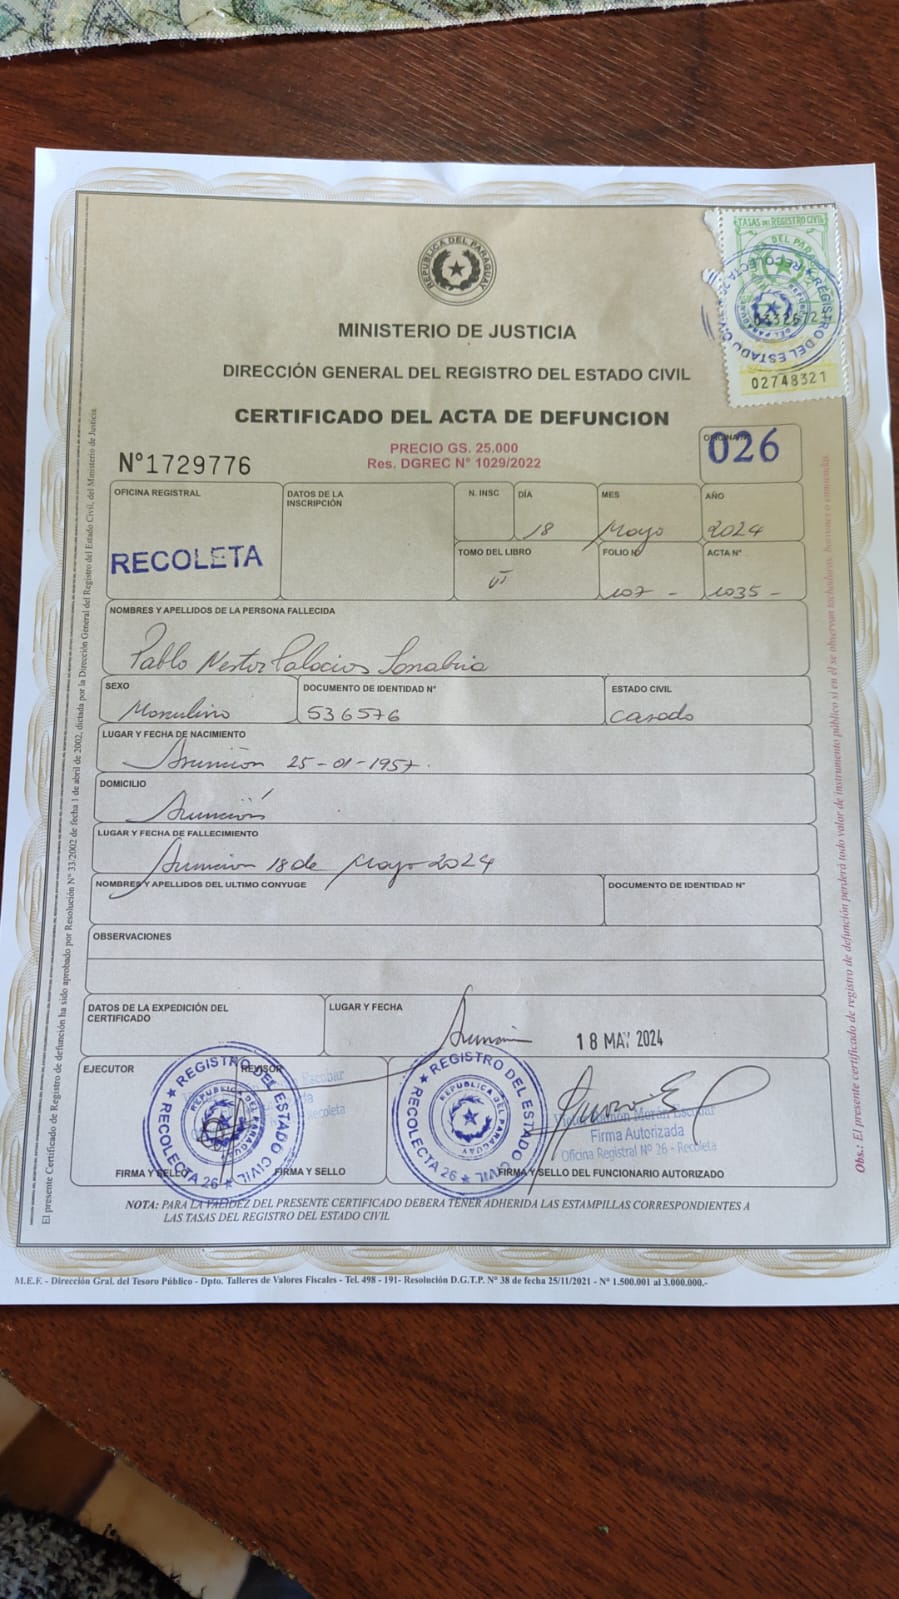 REPUBLICA DEL PARAGUAY
TASAS DEL REGISTRO CIVIL
REGISTRO DEL ESTADO CIVIL
02748321
MINISTERIO DE JUSTICIA
DIRECCIÓN GENERAL DEL REGISTRO DEL ESTADO CIVIL
CERTIFICADO DEL ACTA DE DEFUNCION
PRECIO GS. 25.000
Res. DGREC N° 1029/2022
N°1729776
OFICINA N°
026
OFICINA REGISTRAL
RECOLETA
DATOS DE LA
INSCRIPCIÓN
N. INSC
DÍA
18
MES
Mayo
AÑO
2024
TOMO DEL LIBRO
VI
FOLIO N°
107 -
ACTA N°
1035 -
NOMBRES Y APELLIDOS DE LA PERSONA FALLECIDA
Pablo Nestor Palacios Sanabria
SEXO
Masculino
DOCUMENTO DE IDENTIDAD N°
536576
ESTADO CIVIL
casado
LUGAR Y FECHA DE NACIMIENTO
Asunción 25-01-1957.
DOMICILIO
Asunción
LUGAR Y FECHA DE FALLECIMIENTO
Asuncion 18 de Mayo 2024
NOMBRES Y APELLIDOS DEL ULTIMO CONYUGE
DOCUMENTO DE IDENTIDAD N°
OBSERVACIONES
DATOS DE LA EXPEDICIÓN DEL
CERTIFICADO
LUGAR Y FECHA
Asunción
18 MAY 2024
EJECUTOR
REVISOR
REGISTRO DEL ESTADO CIVIL
RECOLECTA 26
REPUBLICA DEL PARAGUAY
FIRMA Y SELLO
FIRMA Y SELLO
REGISTRO DEL ESTADO CIVIL
RECOLECTA 26
REPUBLICA DEL PARAGUAY
Escobar
Firma Autorizada
Oficina Registral Nº 26 - Recoleta
FIRMA Y SELLO DEL FUNCIONARIO AUTORIZADO
NOTA: PARA LA VALIDEZ DEL PRESENTE CERTIFICADO DEBERA TENER ADHERIDA LAS ESTAMPILLAS CORRESPONDIENTES A
LAS TASAS DEL REGISTRO DEL ESTADO CIVIL
M.E.F. - Dirección Gral. del Tesoro Público - Dpto. Talleres de Valores Fiscales - Tel. 498 - 191- Resolución D.G.T.P. N° 38 de fecha 25/11/2021 - N° 1.500.001 al 3.000.000.-
El presente Certificado de Registro de defunción ha sido aprobado por Resolución N° 33/2002 de fecha 1 de abril de 2002, dictada por la Dirección General del Registro del Estado Civil, del Ministerio de Justicia.
Obs.: El presente certificado de registro de defunción perderá todo valor de instrumento público si en él se observan tachaduras, borrones o enmiendas.